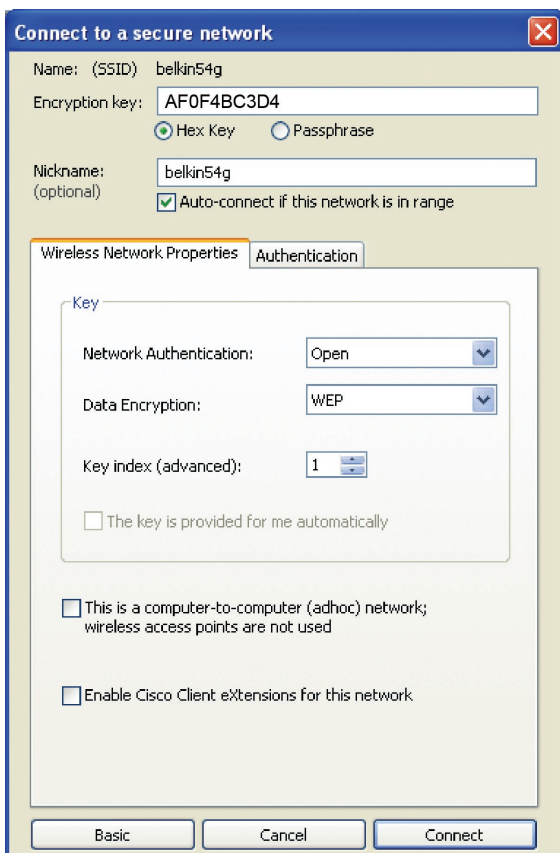 Connect to a secure network
Name: (SSID) belkin54g
Encryption key: AF0F4BC3D4
Hex Key Passphrase
Nickname: belkin54g
(optional)
Auto-connect if this network is in range
Wireless Network Properties Authentication
Key
Network Authentication: Open
Data Encryption: WEP
Key index (advanced): 1
The key is provided for me automatically
This is a computer-to-computer (adhoc) network;
wireless access points are not used
Enable Cisco Client eXtensions for this network
Basic Cancel Connect